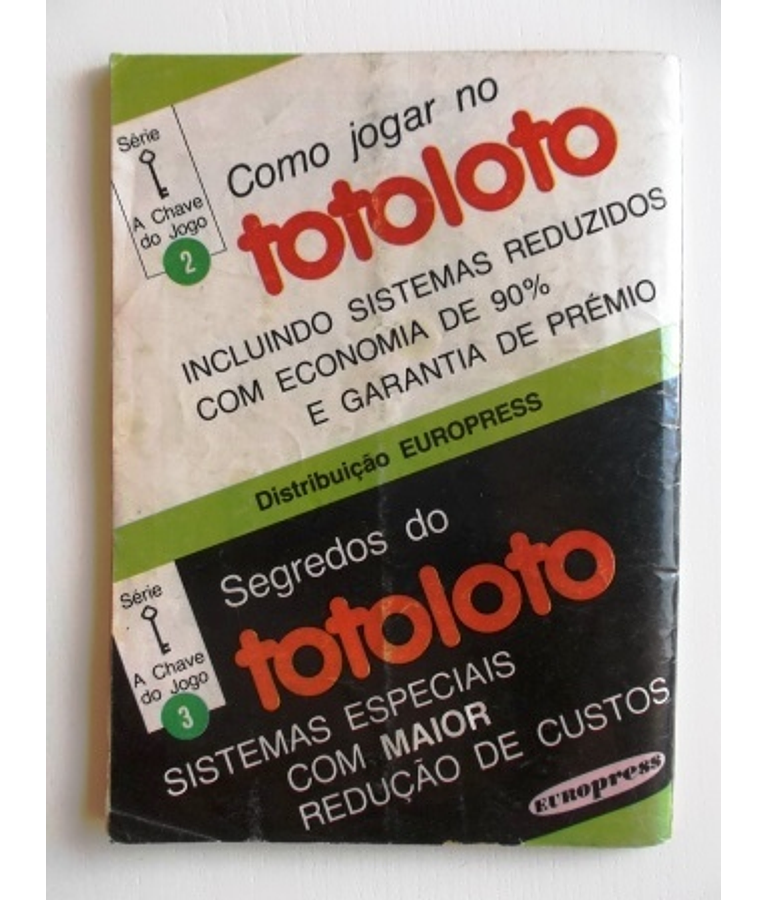 Série
A Chave
do Jogo
2
Como jogar no
totoloto
INCLUINDO SISTEMAS REDUZIDOS
COM ECONOMIA DE 90%
E GARANTIA DE PRÉMIO
Distribuição EUROPRESS
Série
A Chave
do Jogo
3
Segredos do
totoloto
SISTEMAS ESPECIAIS
COM MAIOR
REDUÇÃO DE CUSTOS
EUROpress